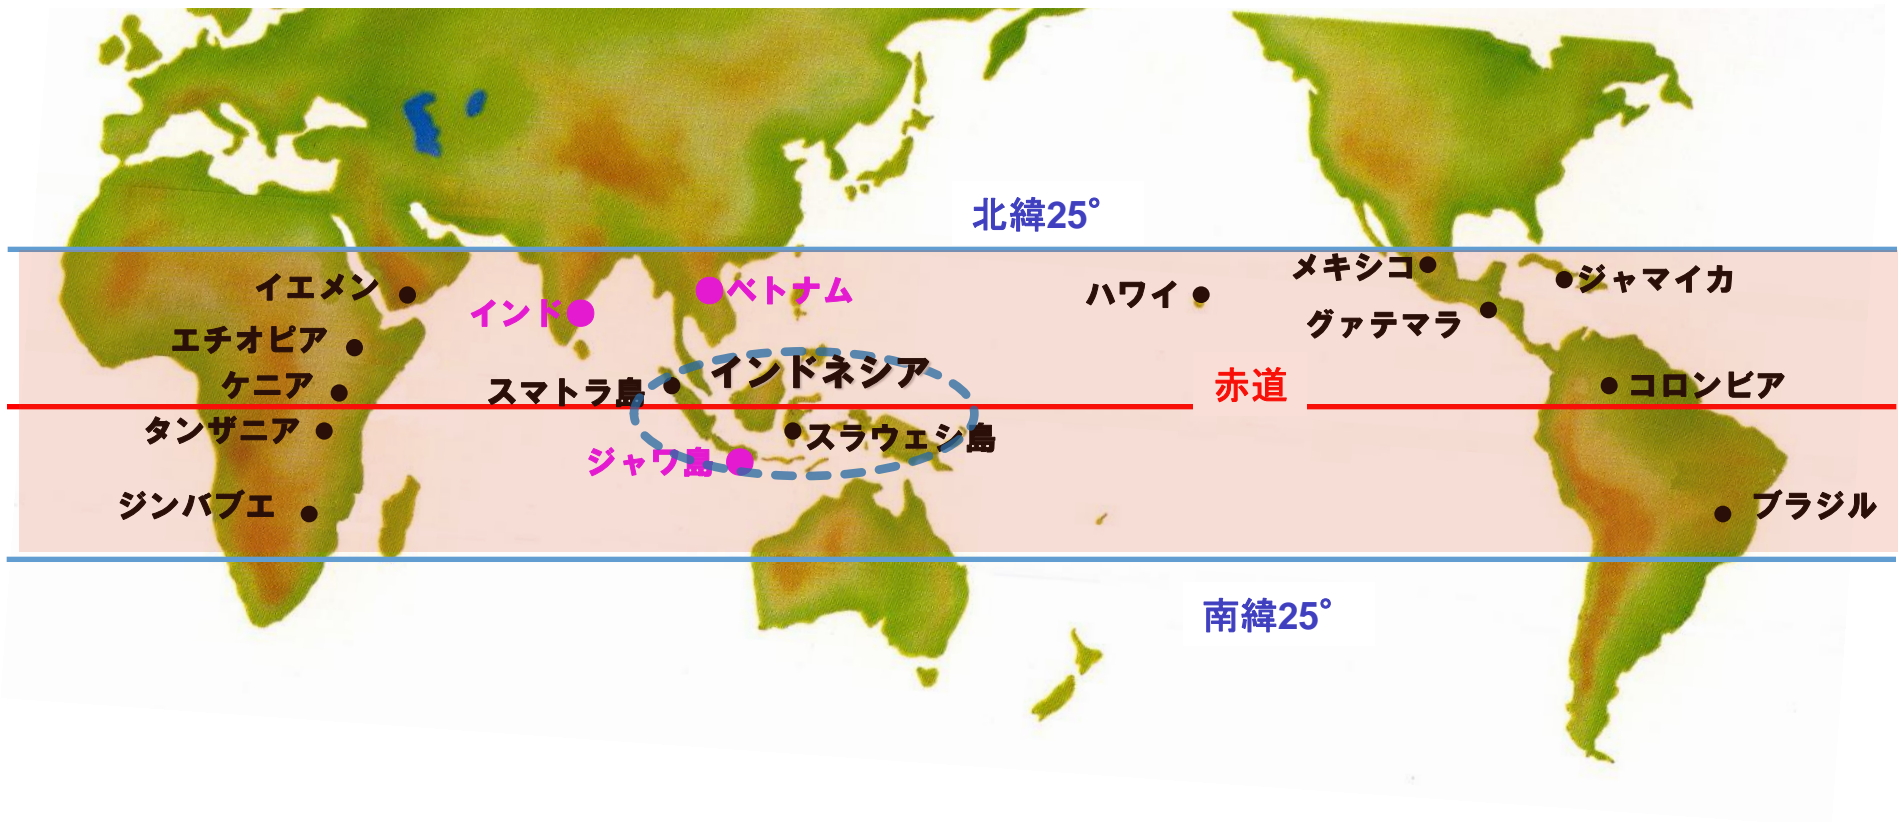 北緯25°
メキシコ
ジャマイカ
イエメン
インド
ベトナム
ハワイ
グァテマラ
エチオピア
ケニア
スマトラ島
インドネシア
赤道
コロンビア
タンザニア
スラウェシ島
ジャワ島
ジンバブエ
ブラジル
南緯25°